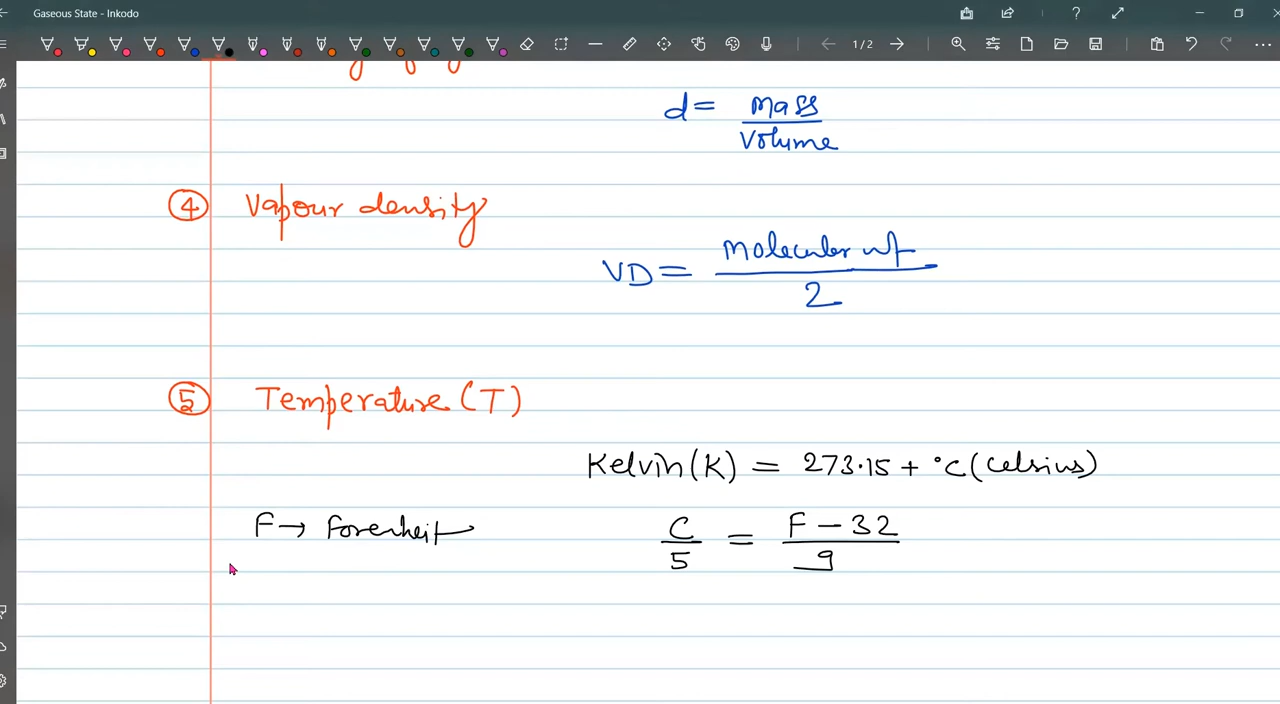 Gaseous State - Inkodo
1/2
d = mass
volume
④ Vapour density
VD = molecular wt
2
⑤ Temperature (T)
Kelvin (K) = 273.15 + °C (Celsius)
F → Forenheit
C = F - 32
5 9